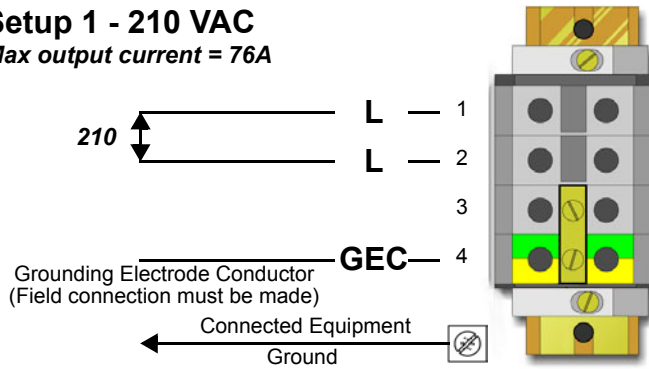 Setup 1 - 210 VAC
Max output current = 76A
L 1
210
L 2
3
GEC 4
Grounding Electrode Conductor
(Field connection must be made)
Connected Equipment
Ground